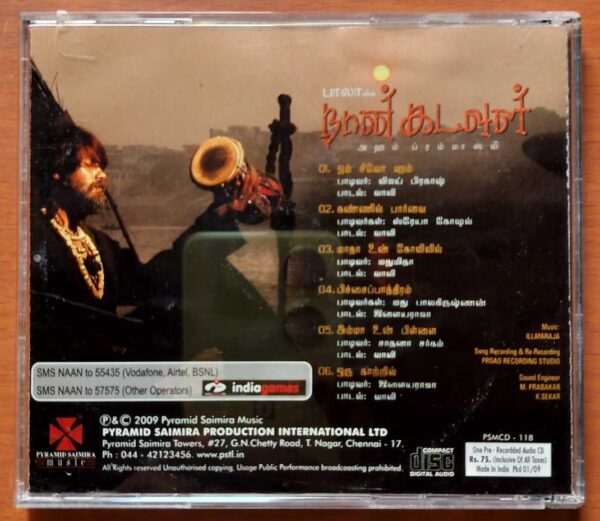 பாலாவின்
நான் கடவுள்
அஹம் ப்ரம்மாஸ்மி
01. ஓம் சிவோ ஹம்
பாடியவர்: விஜய் பிரகாஷ்
பாடல்: வாலி
02. கண்ணில் பார்வை
பாடியவர்கள்: ஸ்ரேயா கோஷல்
பாடல்: வாலி
03. மாதா உன் கோவிலில்
பாடியவர்: மதுமிதா
பாடல்: வாலி
04. பிச்சைப்பாத்திரம்
பாடியவர்கள்: மது பாலகிருஷ்ணன்
பாடல்: இளையராஜா
05. அம்மா உன் பிள்ளை
பாடியவர்: சாதனா சர்கம்
பாடல்: வாலி
06. ஒரு காற்றில்
பாடியவர்: இளையராஜா
பாடல்: வாலி
Music:
ILLAYARAJA
Song Recording & Re-Recording
PRSAD RECORDING STUDIO
Sound Engineer
M. PRABAKAR
K.SEKAR
SMS NAAN to 55435 (Vodafone, Airtel, BSNL)
SMS NAAN to 57575 (Other Operators)
indiagames
PYRAMID SAIMIRA
music
℗&© 2009 Pyramid Saimira Music
PYRAMID SAIMIRA PRODUCTION INTERNATIONAL LTD
Pyramid Saimira Towers, #27, G.N.Chetty Road, T. Nagar, Chennai - 17.
Ph : 044 - 42123456. www.pstl.in
All Rights reserved Unauthorised copying, Usage Public Performance broadcasting prohibited.
COMPACT
disc
DIGITAL AUDIO
PSMCD - 118
One Pre - Recordded Audio CD
Rs. 75. (Inclusive Of All Taxes)
Made In India Pkd 01/09